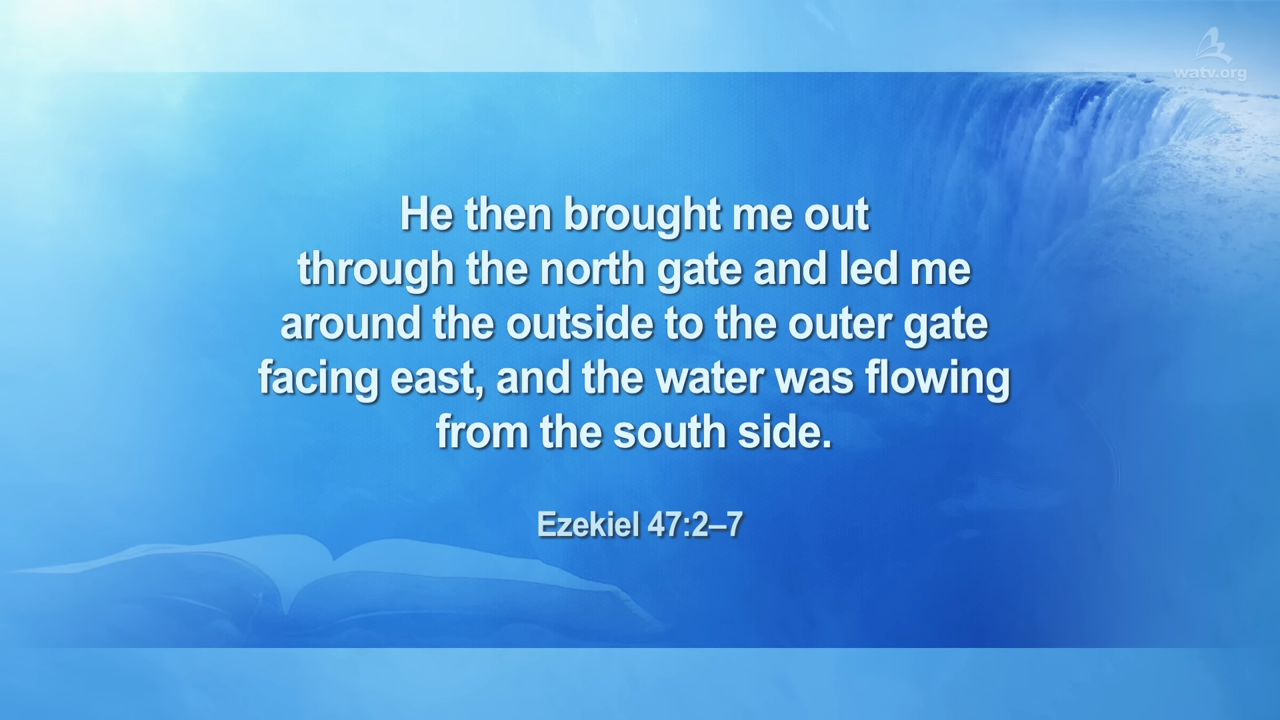 watv.org
He then brought me out
through the north gate and led me
around the outside to the outer gate
facing east, and the water was flowing
from the south side.
Ezekiel 47:2–7